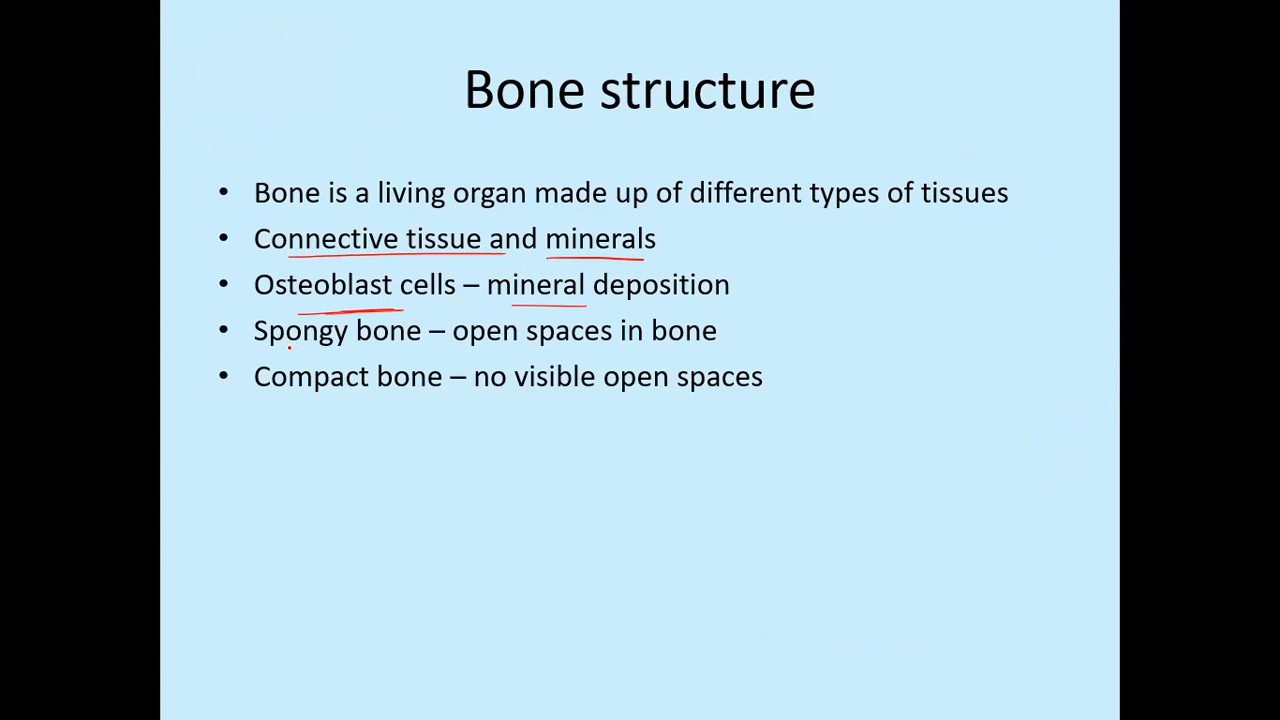 Bone structure
• Bone is a living organ made up of different types of tissues
• Connective tissue and minerals
• Osteoblast cells – mineral deposition
• Spongy bone – open spaces in bone
• Compact bone – no visible open spaces